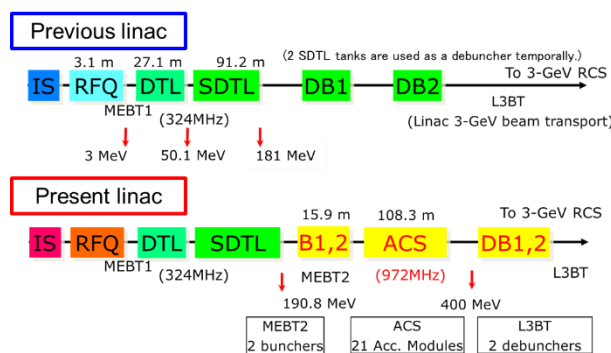 Previous linac
3.1 m 27.1 m 91.2 m (2 SDTL tanks are used as a debuncher temporally.)
To 3-GeV RCS
IS RFQ DTL SDTL DB1 DB2
MEBT1 (324MHz) L3BT
(Linac 3-GeV beam transport)
3 MeV 50.1 MeV 181 MeV
Present linac
15.9 m 108.3 m To 3-GeV RCS
IS RFQ DTL SDTL B1,2 ACS DB1,2
MEBT1 (324MHz) MEBT2 (972MHz) L3BT
190.8 MeV 400 MeV
MEBT2 ACS L3BT
2 bunchers 21 Acc. Modules 2 debunchers